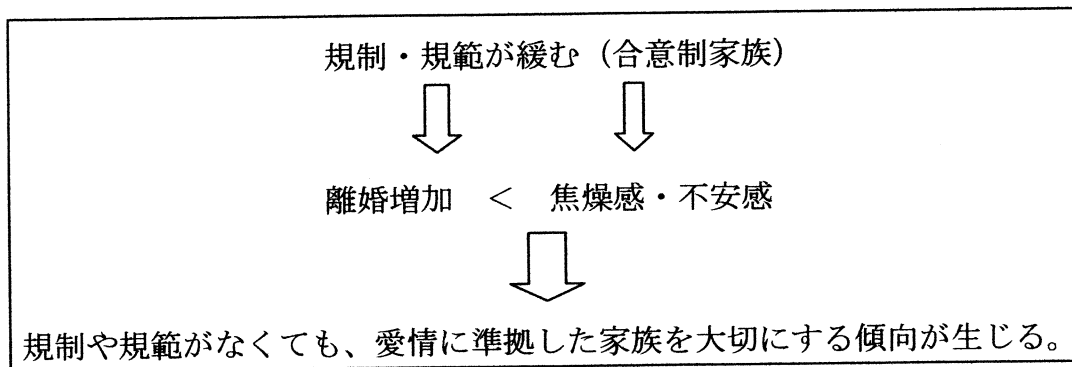 規制・規範が緩む（合意制家族）
離婚増加　＜　焦燥感・不安感
規制や規範がなくても、愛情に準拠した家族を大切にする傾向が生じる。